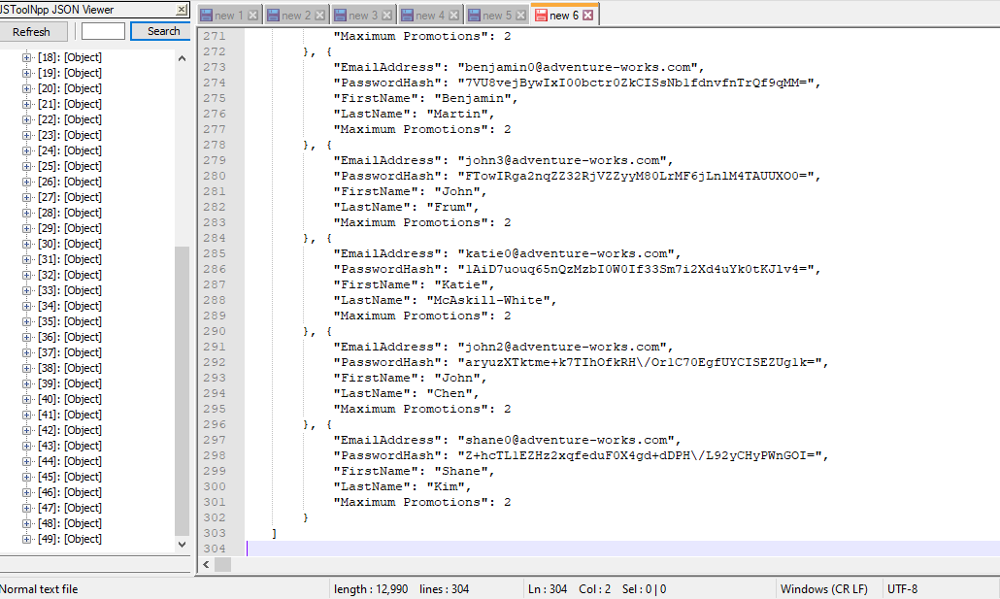 JSToolNpp JSON Viewer
Refresh
Search
[18]: [Object]
[19]: [Object]
[20]: [Object]
[21]: [Object]
[22]: [Object]
[23]: [Object]
[24]: [Object]
[25]: [Object]
[26]: [Object]
[27]: [Object]
[28]: [Object]
[29]: [Object]
[30]: [Object]
[31]: [Object]
[32]: [Object]
[33]: [Object]
[34]: [Object]
[35]: [Object]
[36]: [Object]
[37]: [Object]
[38]: [Object]
[39]: [Object]
[40]: [Object]
[41]: [Object]
[42]: [Object]
[43]: [Object]
[44]: [Object]
[45]: [Object]
[46]: [Object]
[47]: [Object]
[48]: [Object]
[49]: [Object]
new 1 new 2 new 3 new 4 new 5 new 6
271 "Maximum Promotions": 2
272 }, {
273 "EmailAddress": "benjamin0@adventure-works.com",
274 "PasswordHash": "7VU8vejBywIxI00bctr0ZkCISsNblfdnvfnTrQf9qMM=",
275 "FirstName": "Benjamin",
276 "LastName": "Martin",
277 "Maximum Promotions": 2
278 }, {
279 "EmailAddress": "john3@adventure-works.com",
280 "PasswordHash": "FTowIRga2nqZZ32RjVZZyyM80LrMF6jLnlM4TAUUXO0=",
281 "FirstName": "John",
282 "LastName": "Frum",
283 "Maximum Promotions": 2
284 }, {
285 "EmailAddress": "katie0@adventure-works.com",
286 "PasswordHash": "lAiD7uouq65nQzMzbI0W0If33Sm7i2Xd4uYk0tKJlv4=",
287 "FirstName": "Katie",
288 "LastName": "McAskill-White",
289 "Maximum Promotions": 2
290 }, {
291 "EmailAddress": "john2@adventure-works.com",
292 "PasswordHash": "aryuzXTktme+k7TIhOfkRH\/OrlC70EgfUYCISEZUglk=",
293 "FirstName": "John",
294 "LastName": "Chen",
295 "Maximum Promotions": 2
296 }, {
297 "EmailAddress": "shane0@adventure-works.com",
298 "PasswordHash": "Z+hcTLlEZHz2xqfeduF0X4gd+dDPH\/L92yCHyPWnGOI=",
299 "FirstName": "Shane",
300 "LastName": "Kim",
301 "Maximum Promotions": 2
302 }
303 ]
304
Normal text file length : 12,990 lines : 304 Ln : 304 Col : 2 Sel : 0 | 0 Windows (CR LF) UTF-8